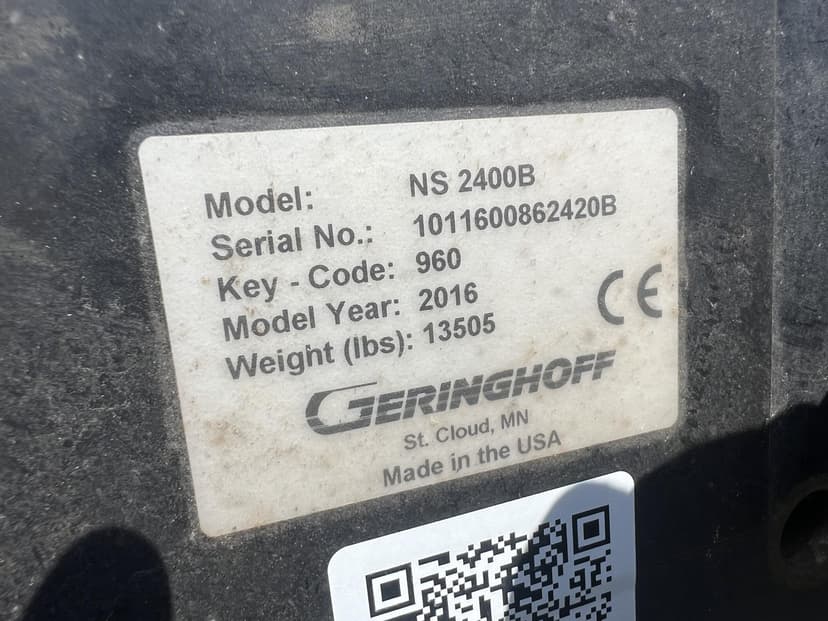 Model: NS 2400B
Serial No.: 1011600862420B
Key - Code: 960
Model Year: 2016
Weight (lbs): 13505
CE
GERINGHOFF
St. Cloud, MN
Made in the USA